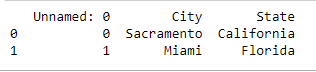 Unnamed: 0 City State
0 0 Sacramento California
1 1 Miami Florida